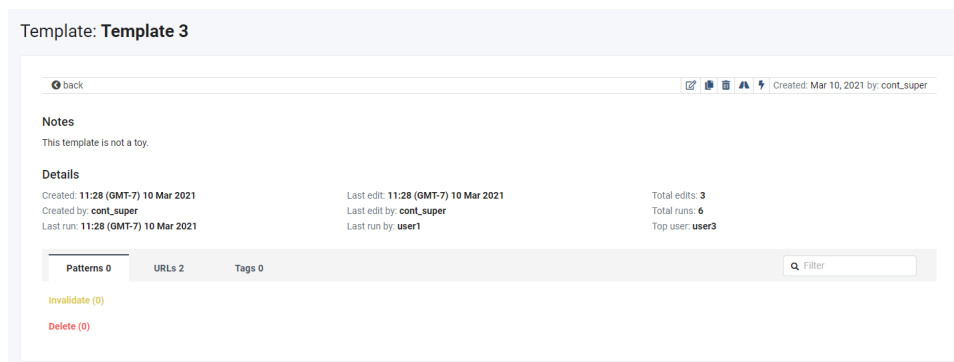 Template: Template 3
back
Created: Mar 10, 2021 by: cont_super
Notes
This template is not a toy.
Details
Created: 11:28 (GMT-7) 10 Mar 2021
Last edit: 11:28 (GMT-7) 10 Mar 2021
Total edits: 3
Created by: cont_super
Last edit by: cont_super
Total runs: 6
Last run: 11:28 (GMT-7) 10 Mar 2021
Last run by: user1
Top user: user3
Patterns 0
URLs 2
Tags 0
Filter
Invalidate (0)
Delete (0)